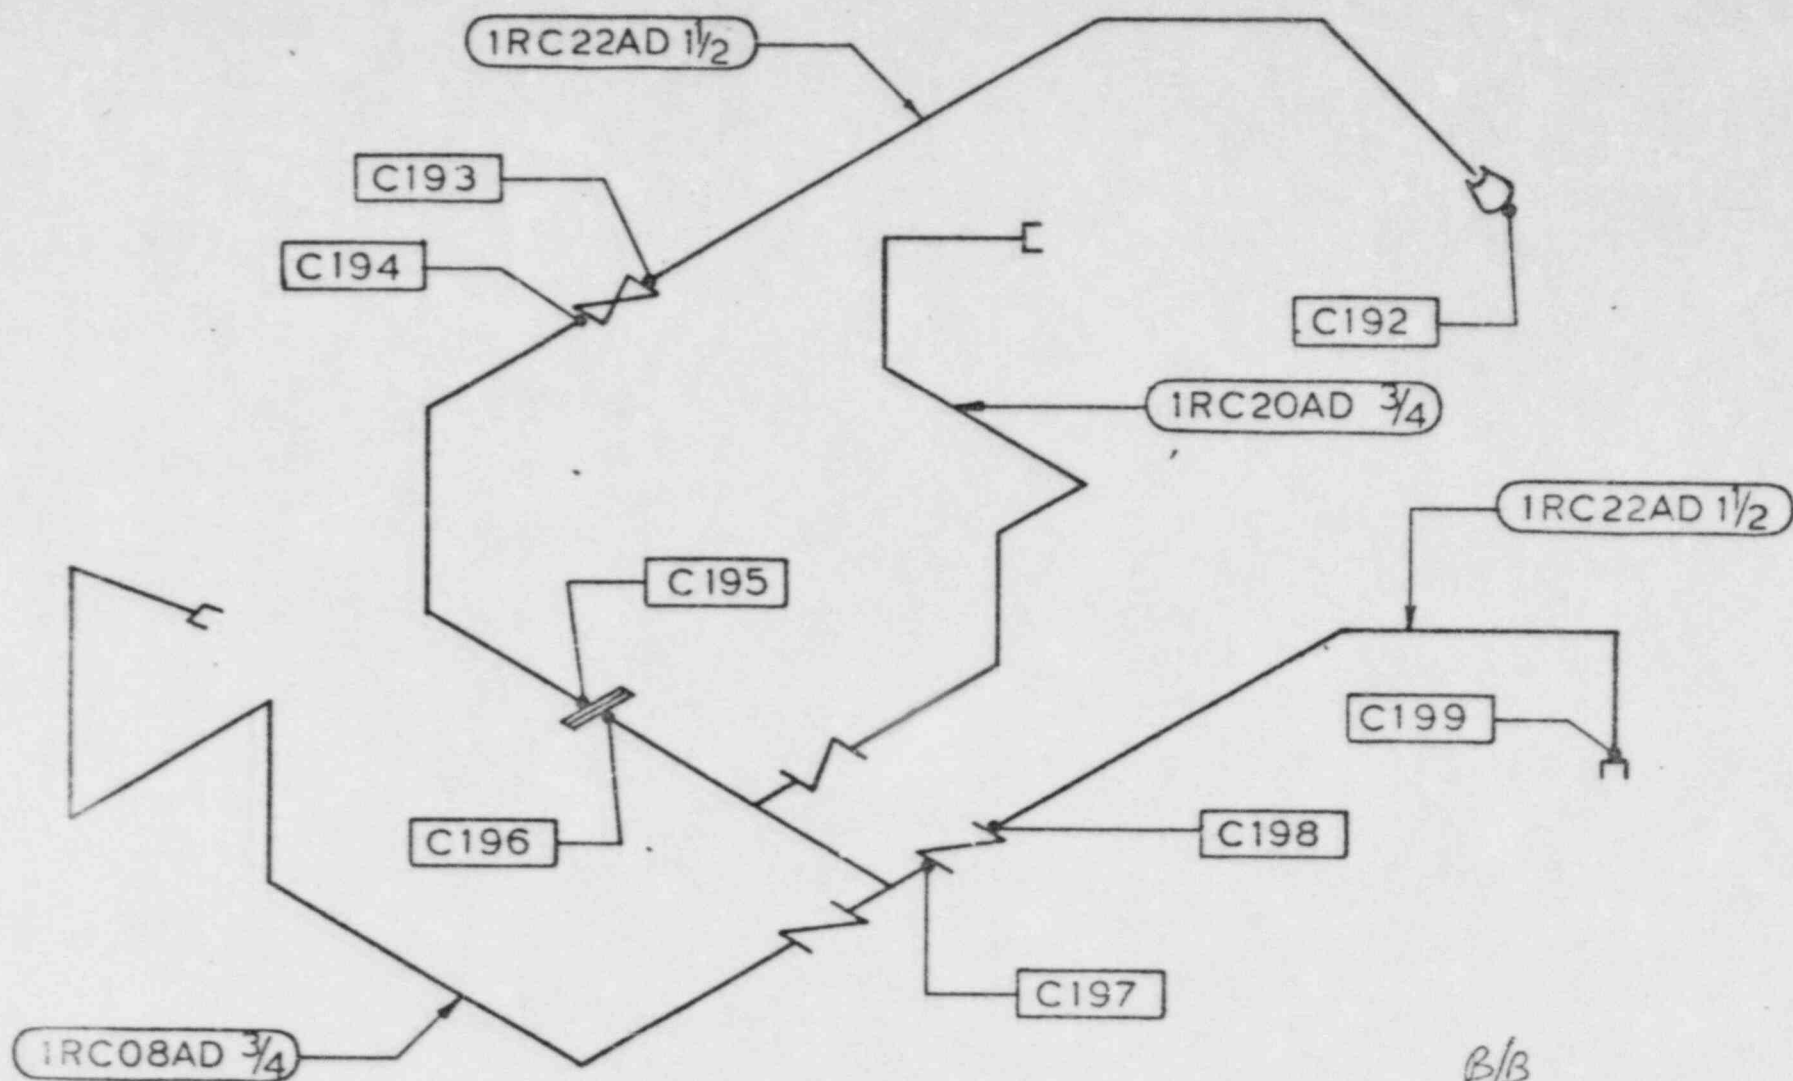 1RC22AD 1½
C193
C194
C192
1RC20AD ¾
1RC22AD 1½
C195
C199
C196
C198
C197
1RC08AD ¾
B/B